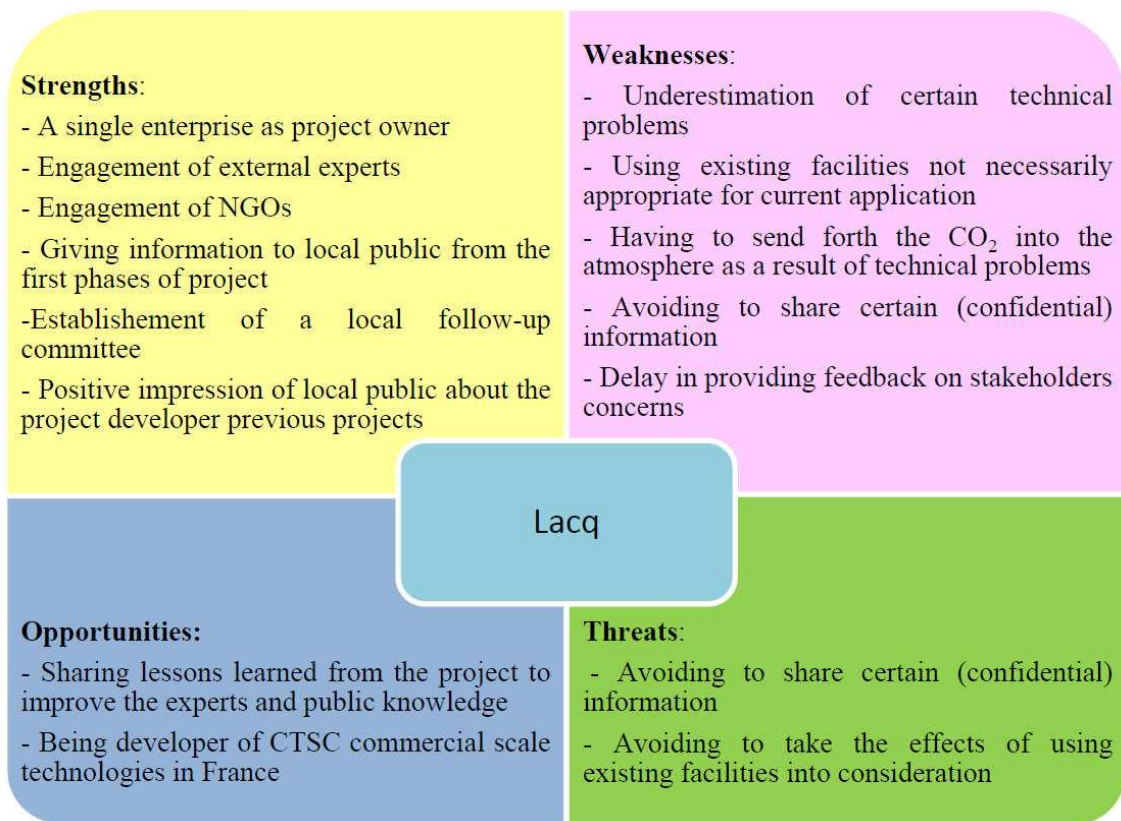 Strengths:
- A single enterprise as project owner
- Engagement of external experts
- Engagement of NGOs
- Giving information to local public from the
first phases of project
-Establishement of a local follow-up
committee
- Positive impression of local public about the
project developer previous projects
Weaknesses:
- Underestimation of certain technical
problems
- Using existing facilities not necessarily
appropriate for current application
- Having to send forth the CO₂ into the
atmosphere as a result of technical problems
- Avoiding to share certain (confidential)
information
- Delay in providing feedback on stakeholders
concerns
Lacq
Opportunities:
- Sharing lessons learned from the project to
improve the experts and public knowledge
- Being developer of CTSC commercial scale
technologies in France
Threats:
- Avoiding to share certain (confidential)
information
- Avoiding to take the effects of using
existing facilities into consideration